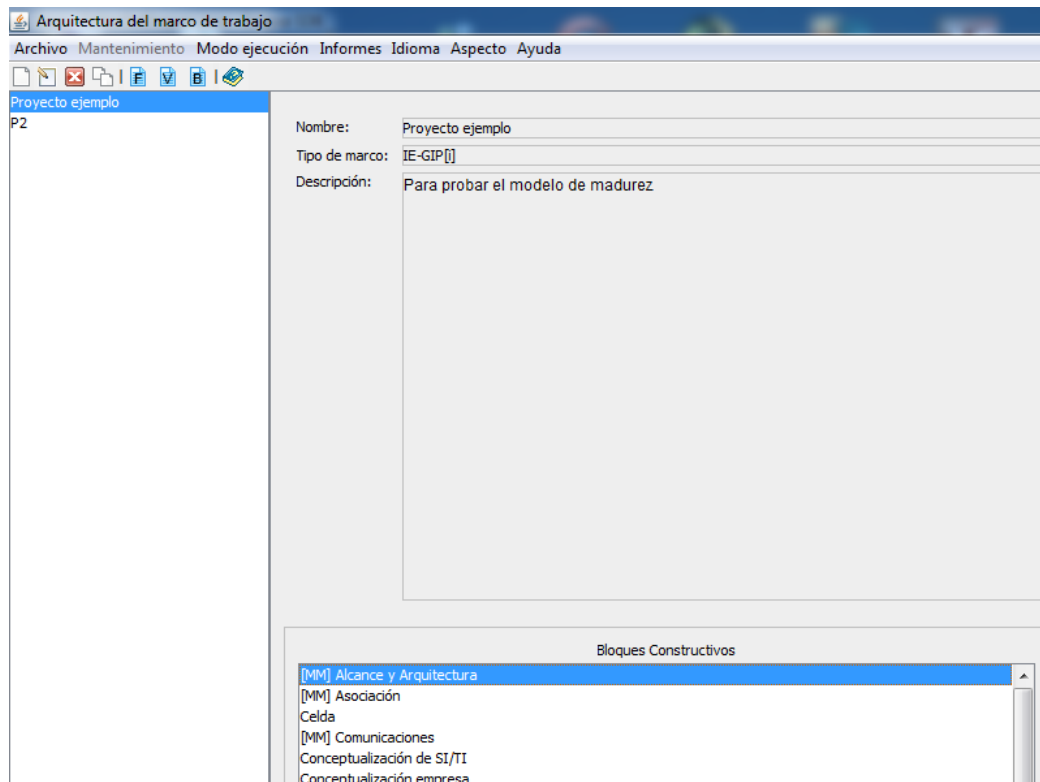 Arquitectura del marco de trabajo
Archivo Mantenimiento Modo ejecución Informes Idioma Aspecto Ayuda
F V B
Proyecto ejemplo
P2
Nombre: Proyecto ejemplo
Tipo de marco: IE-GIP[i]
Descripción: Para probar el modelo de madurez
Bloques Constructivos
[MM] Alcance y Arquitectura
[MM] Asociación
Celda
[MM] Comunicaciones
Conceptualización de SI/TI
Conceptualización empresa